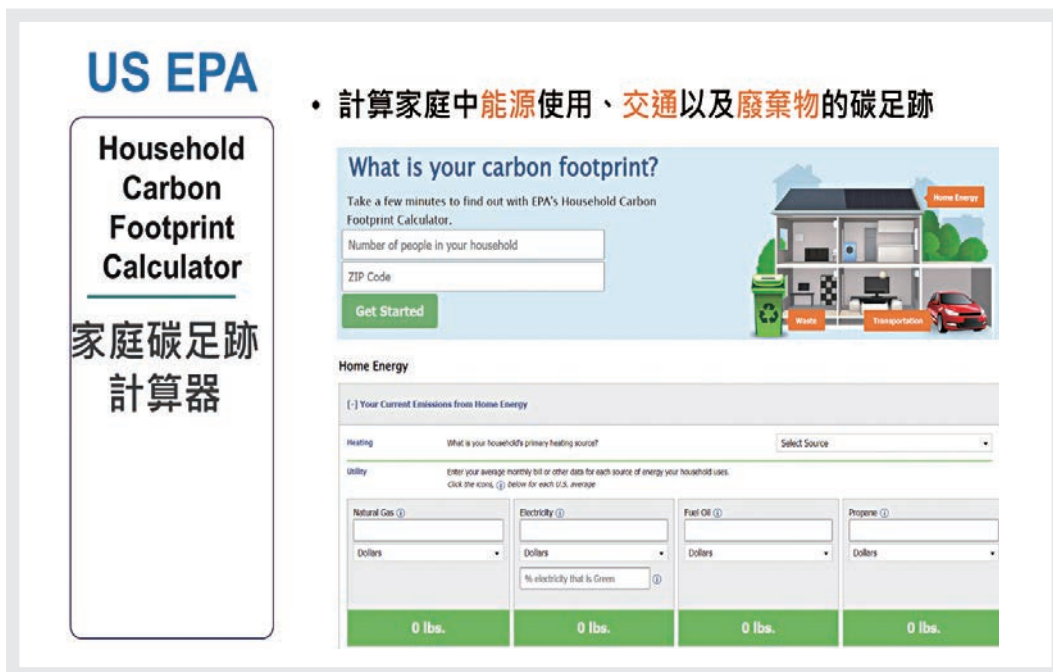 US EPA
Household
Carbon
Footprint
Calculator
家庭碳足跡
計算器
• 計算家庭中能源使用、交通以及廢棄物的碳足跡
What is your carbon footprint?
Take a few minutes to find out with EPA's Household Carbon
Footprint Calculator.
Number of people in your household
ZIP Code
Get Started
Home Energy
Waste
Transportation
Home Energy
[-] Your Current Emissions from Home Energy
Heating What is your household's primary heating source? Select Source
Utility Enter your average monthly bill or other data for each source of energy your household uses.
Click the icons, ⓘ below for each U.S. average
Natural Gas ⓘ Electricity ⓘ Fuel Oil ⓘ Propane ⓘ
Dollars Dollars Dollars Dollars
% electricity that is Green ⓘ
0 lbs. 0 lbs. 0 lbs. 0 lbs.